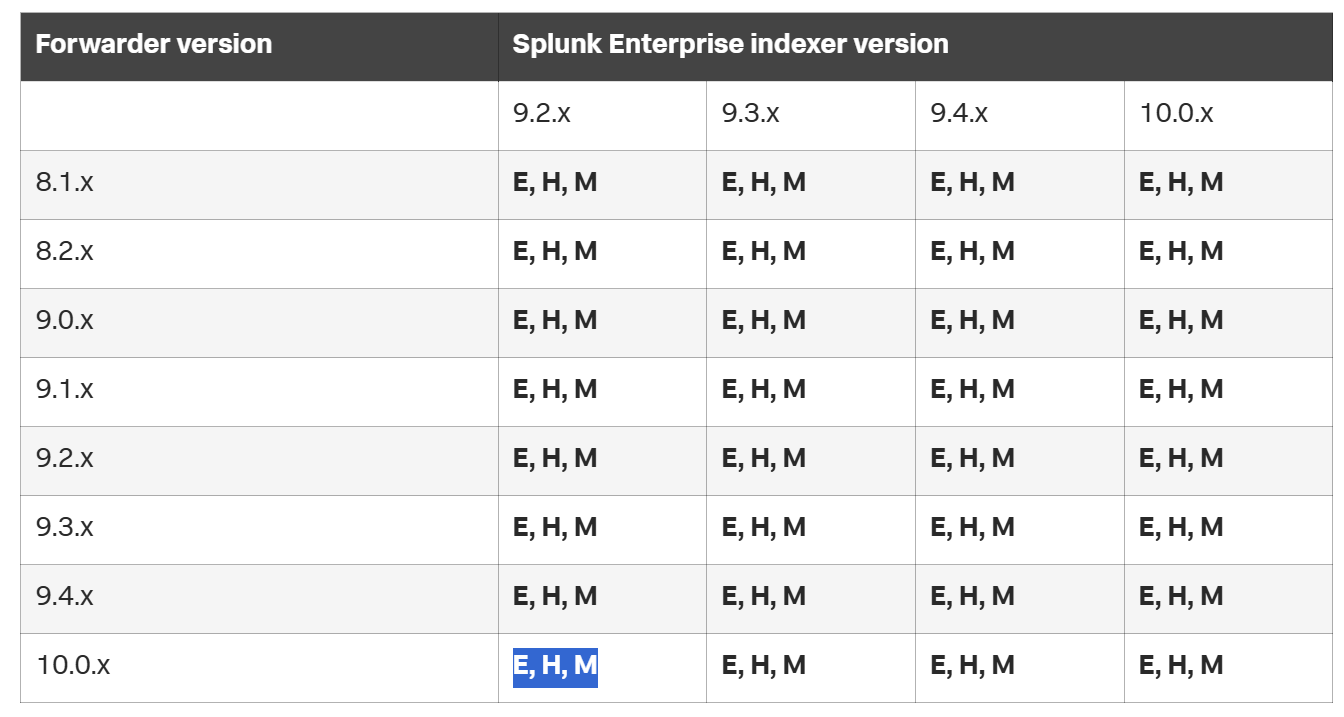 Forwarder version Splunk Enterprise indexer version
9.2.x 9.3.x 9.4.x 10.0.x
8.1.x E, H, M E, H, M E, H, M E, H, M
8.2.x E, H, M E, H, M E, H, M E, H, M
9.0.x E, H, M E, H, M E, H, M E, H, M
9.1.x E, H, M E, H, M E, H, M E, H, M
9.2.x E, H, M E, H, M E, H, M E, H, M
9.3.x E, H, M E, H, M E, H, M E, H, M
9.4.x E, H, M E, H, M E, H, M E, H, M
10.0.x E, H, M E, H, M E, H, M E, H, M